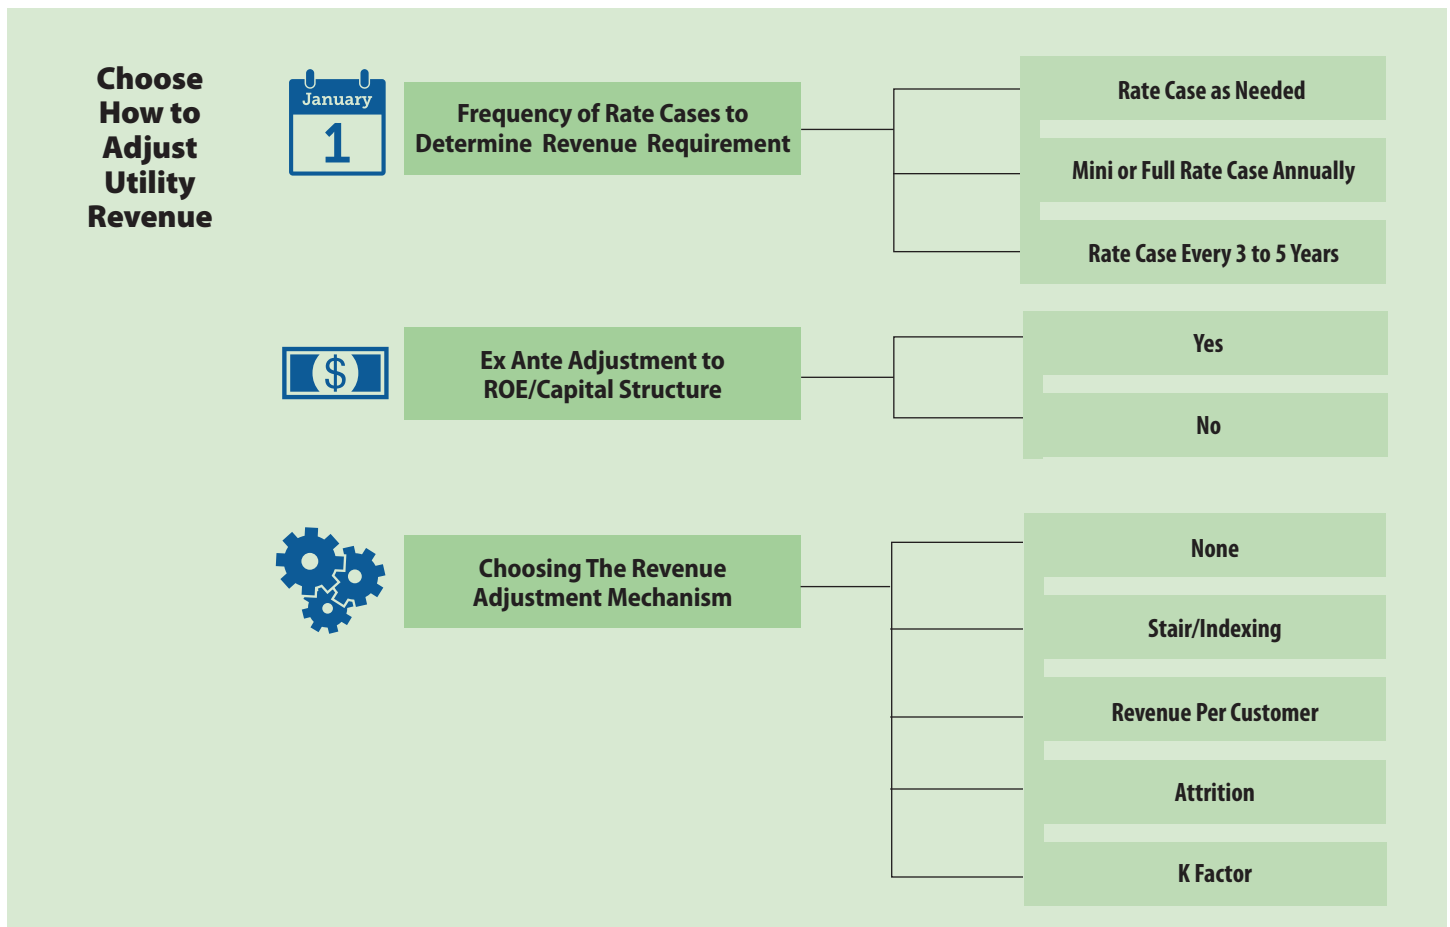 Choose
How to
Adjust
Utility
Revenue
January
1
Frequency of Rate Cases to
Determine Revenue Requirement
Rate Case as Needed
Mini or Full Rate Case Annually
Rate Case Every 3 to 5 Years
$
Ex Ante Adjustment to
ROE/Capital Structure
Yes
No
Choosing The Revenue
Adjustment Mechanism
None
Stair/Indexing
Revenue Per Customer
Attrition
K Factor